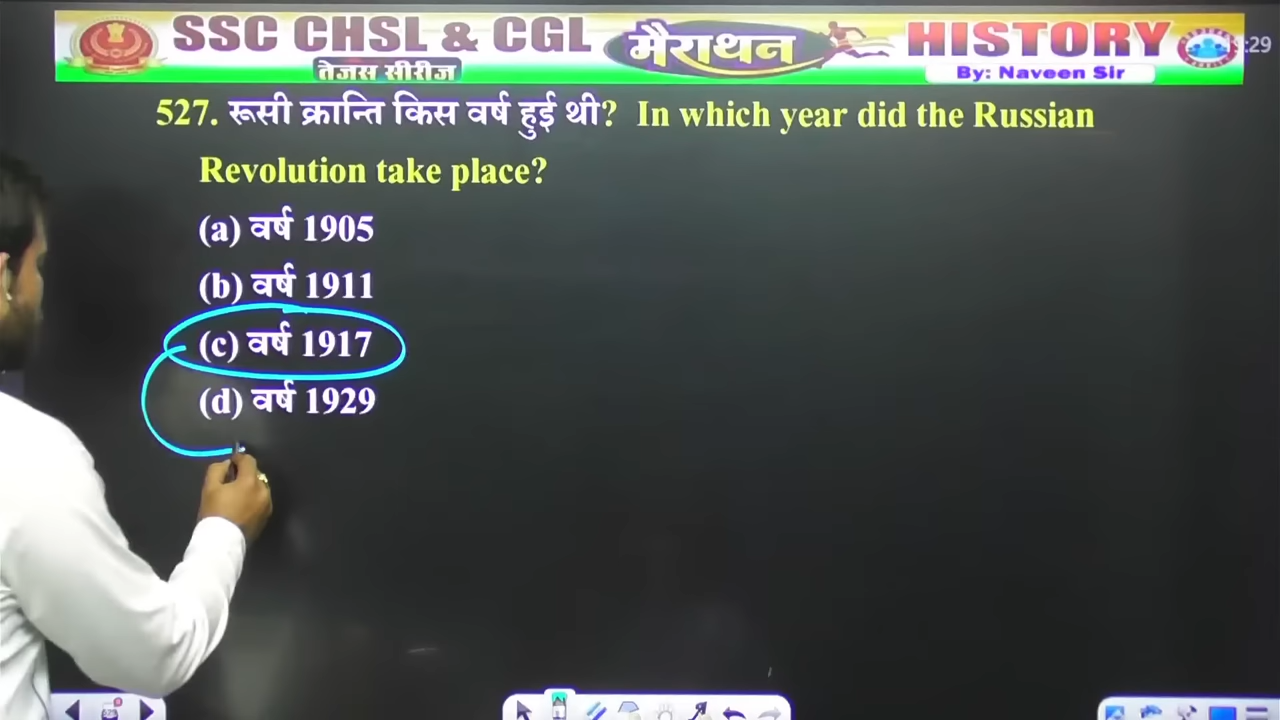 SSC CHSL & CGL मैराथन HISTORY
तेजस सीरीज By: Naveen Sir
527. रूसी क्रान्ति किस वर्ष हुई थी? In which year did the Russian
Revolution take place?
(a) वर्ष 1905
(b) वर्ष 1911
(c) वर्ष 1917
(d) वर्ष 1929